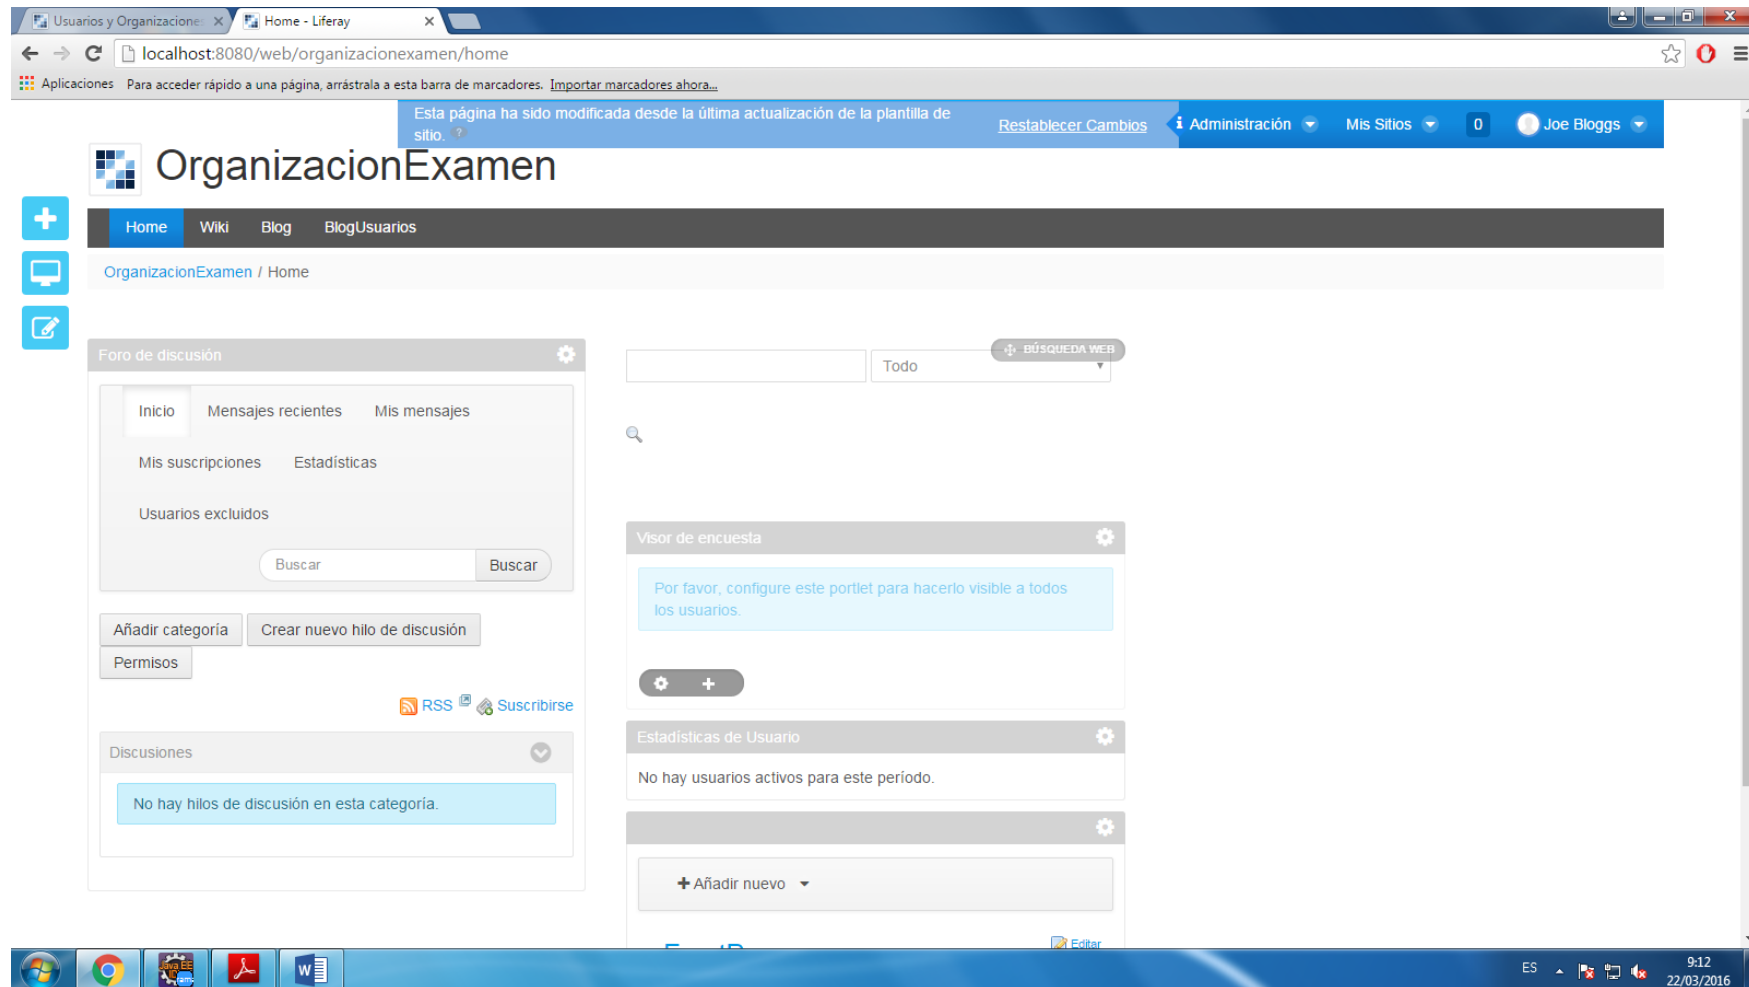 Usuarios y Organizaciones
Home - Liferay
localhost:8080/web/organizacionexamen/home
Aplicaciones Para acceder rápido a una página, arrástrala a esta barra de marcadores. Importar marcadores ahora...
Esta página ha sido modificada desde la última actualización de la plantilla de
sitio. ?
Restablecer Cambios
Administración
Mis Sitios
0
Joe Bloggs
OrganizacionExamen
Home Wiki Blog BlogUsuarios
OrganizacionExamen / Home
Foro de discusión
Inicio Mensajes recientes Mis mensajes
Mis suscripciones Estadísticas
Usuarios excluidos
Buscar Buscar
Añadir categoría Crear nuevo hilo de discusión
Permisos
RSS Suscribirse
Discusiones
No hay hilos de discusión en esta categoría.
BÚSQUEDA WEB
Todo
Visor de encuesta
Por favor, configure este portlet para hacerlo visible a todos
los usuarios.
Estadísticas de Usuario
No hay usuarios activos para este período.
Añadir nuevo
Editar
Java EE
IDE
ES
9:12
22/03/2016